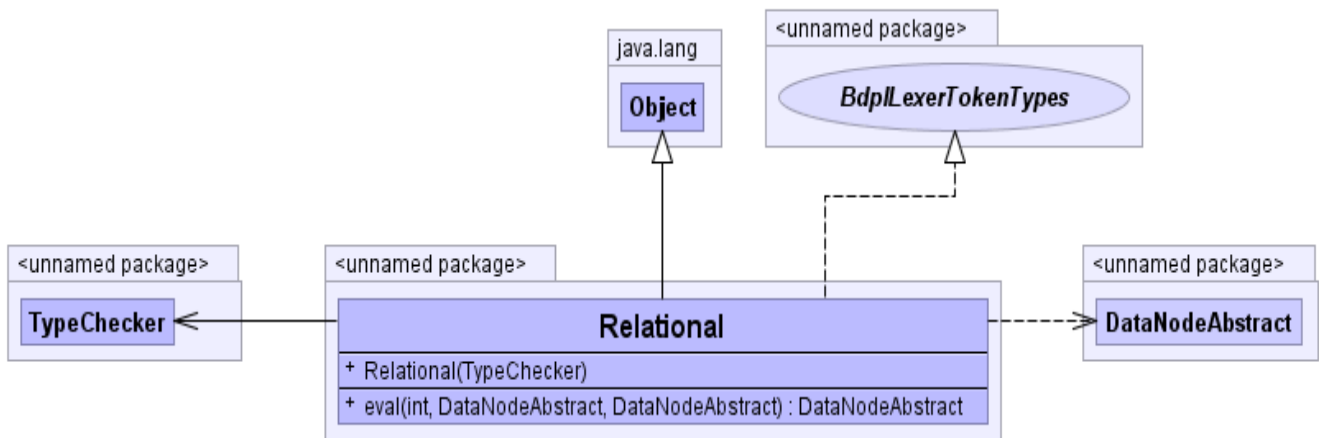 <unnamed package>
java.lang
BdplLexerTokenTypes
Object
<unnamed package>
<unnamed package>
<unnamed package>
TypeChecker
Relational
DataNodeAbstract
+ Relational(TypeChecker)
+ eval(int, DataNodeAbstract, DataNodeAbstract) : DataNodeAbstract